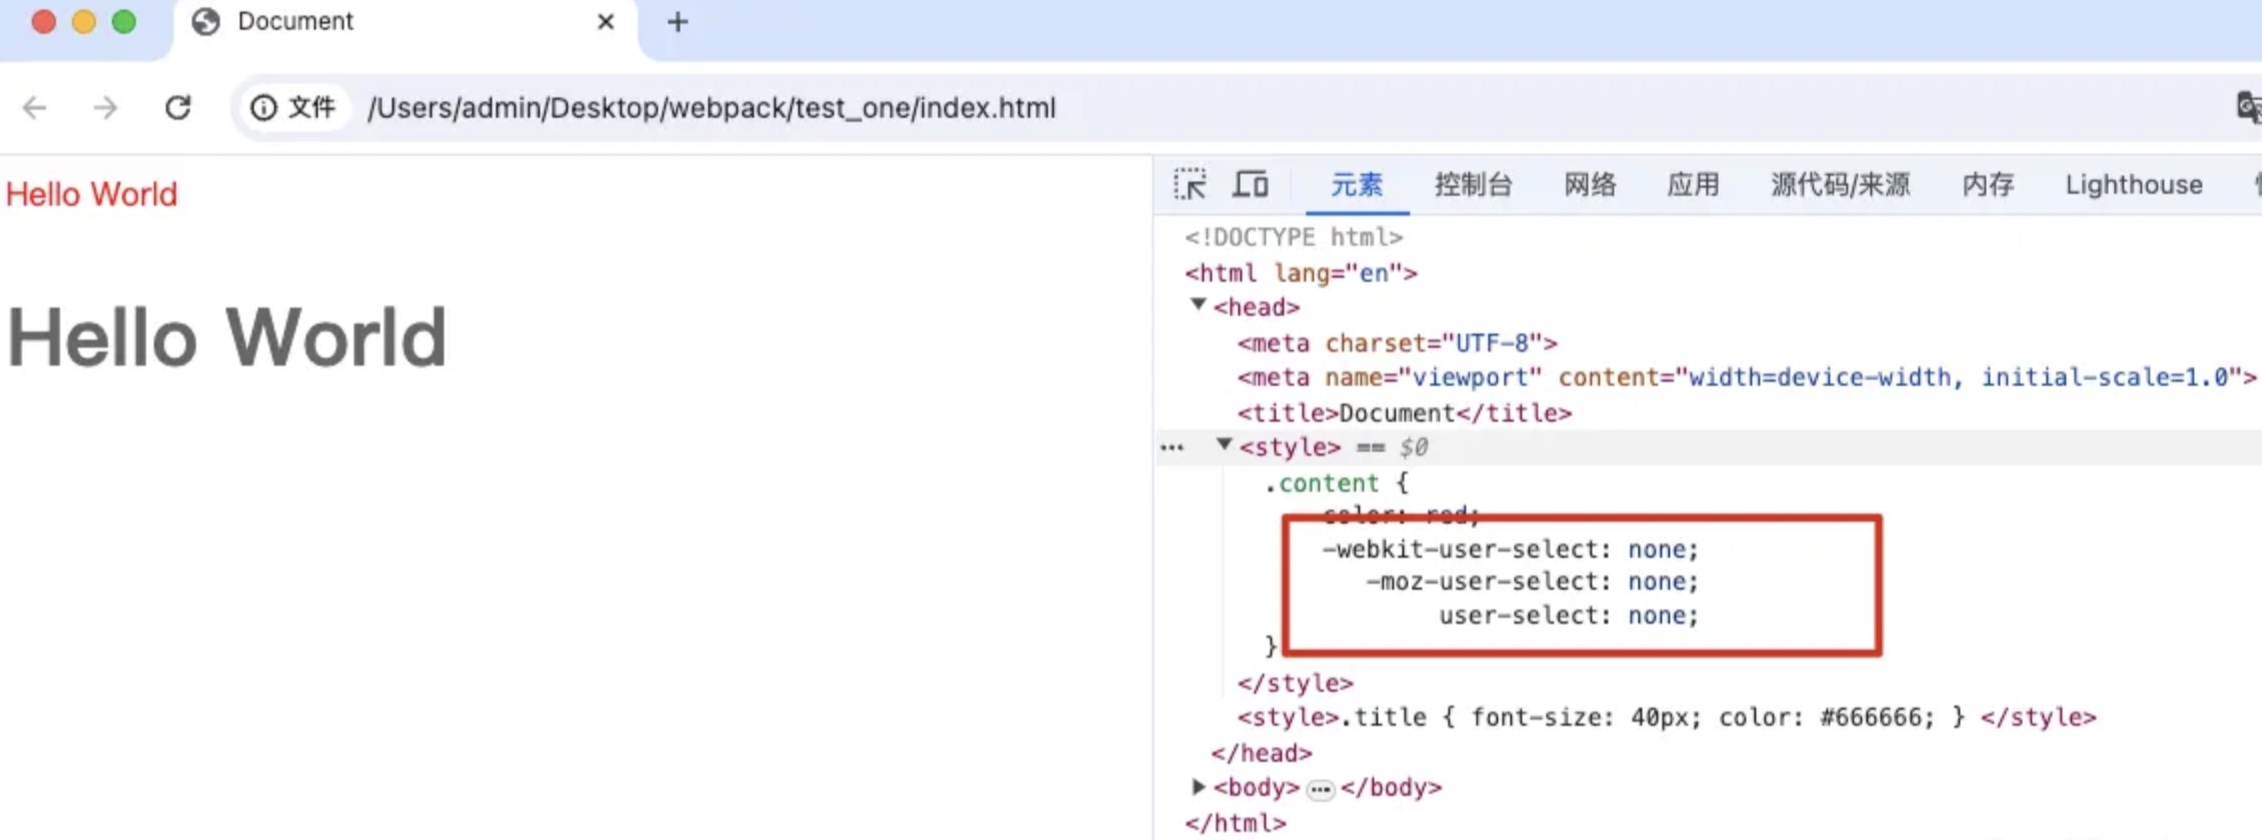 Document
文件 /Users/admin/Desktop/webpack/test_one/index.html
Hello World
Hello World
元素 控制台 网络 应用 源代码/来源 内存 Lighthouse
<!DOCTYPE html>
<html lang="en">
<head>
<meta charset="UTF-8">
<meta name="viewport" content="width=device-width, initial-scale=1.0">
<title>Document</title>
<style> == $0
.content {
color: red;
-webkit-user-select: none;
-moz-user-select: none;
user-select: none;
}
</style>
<style>.title { font-size: 40px; color: #666666; } </style>
</head>
<body> ... </body>
</html>